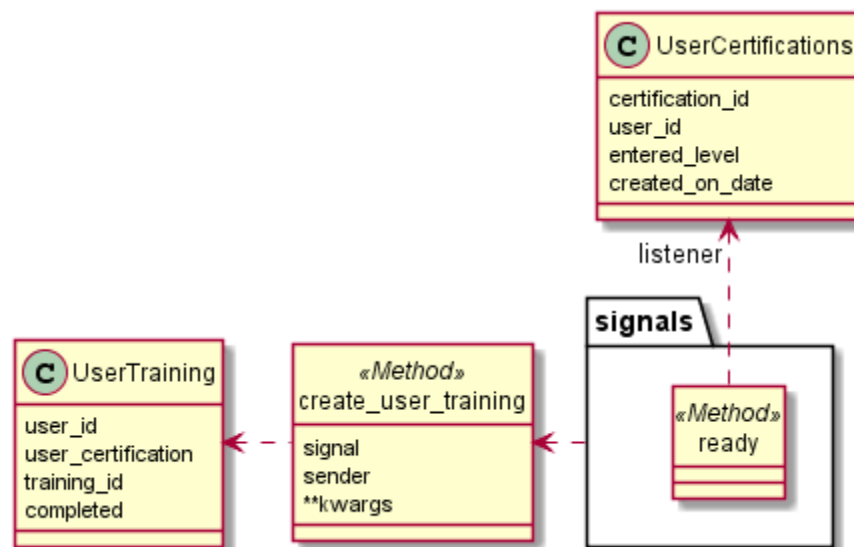 C UserCertifications
certification_id
user_id
entered_level
created_on_date
listener
signals
«Method»
ready
«Method»
create_user_training
signal
sender
**kwargs
C UserTraining
user_id
user_certification
training_id
completed